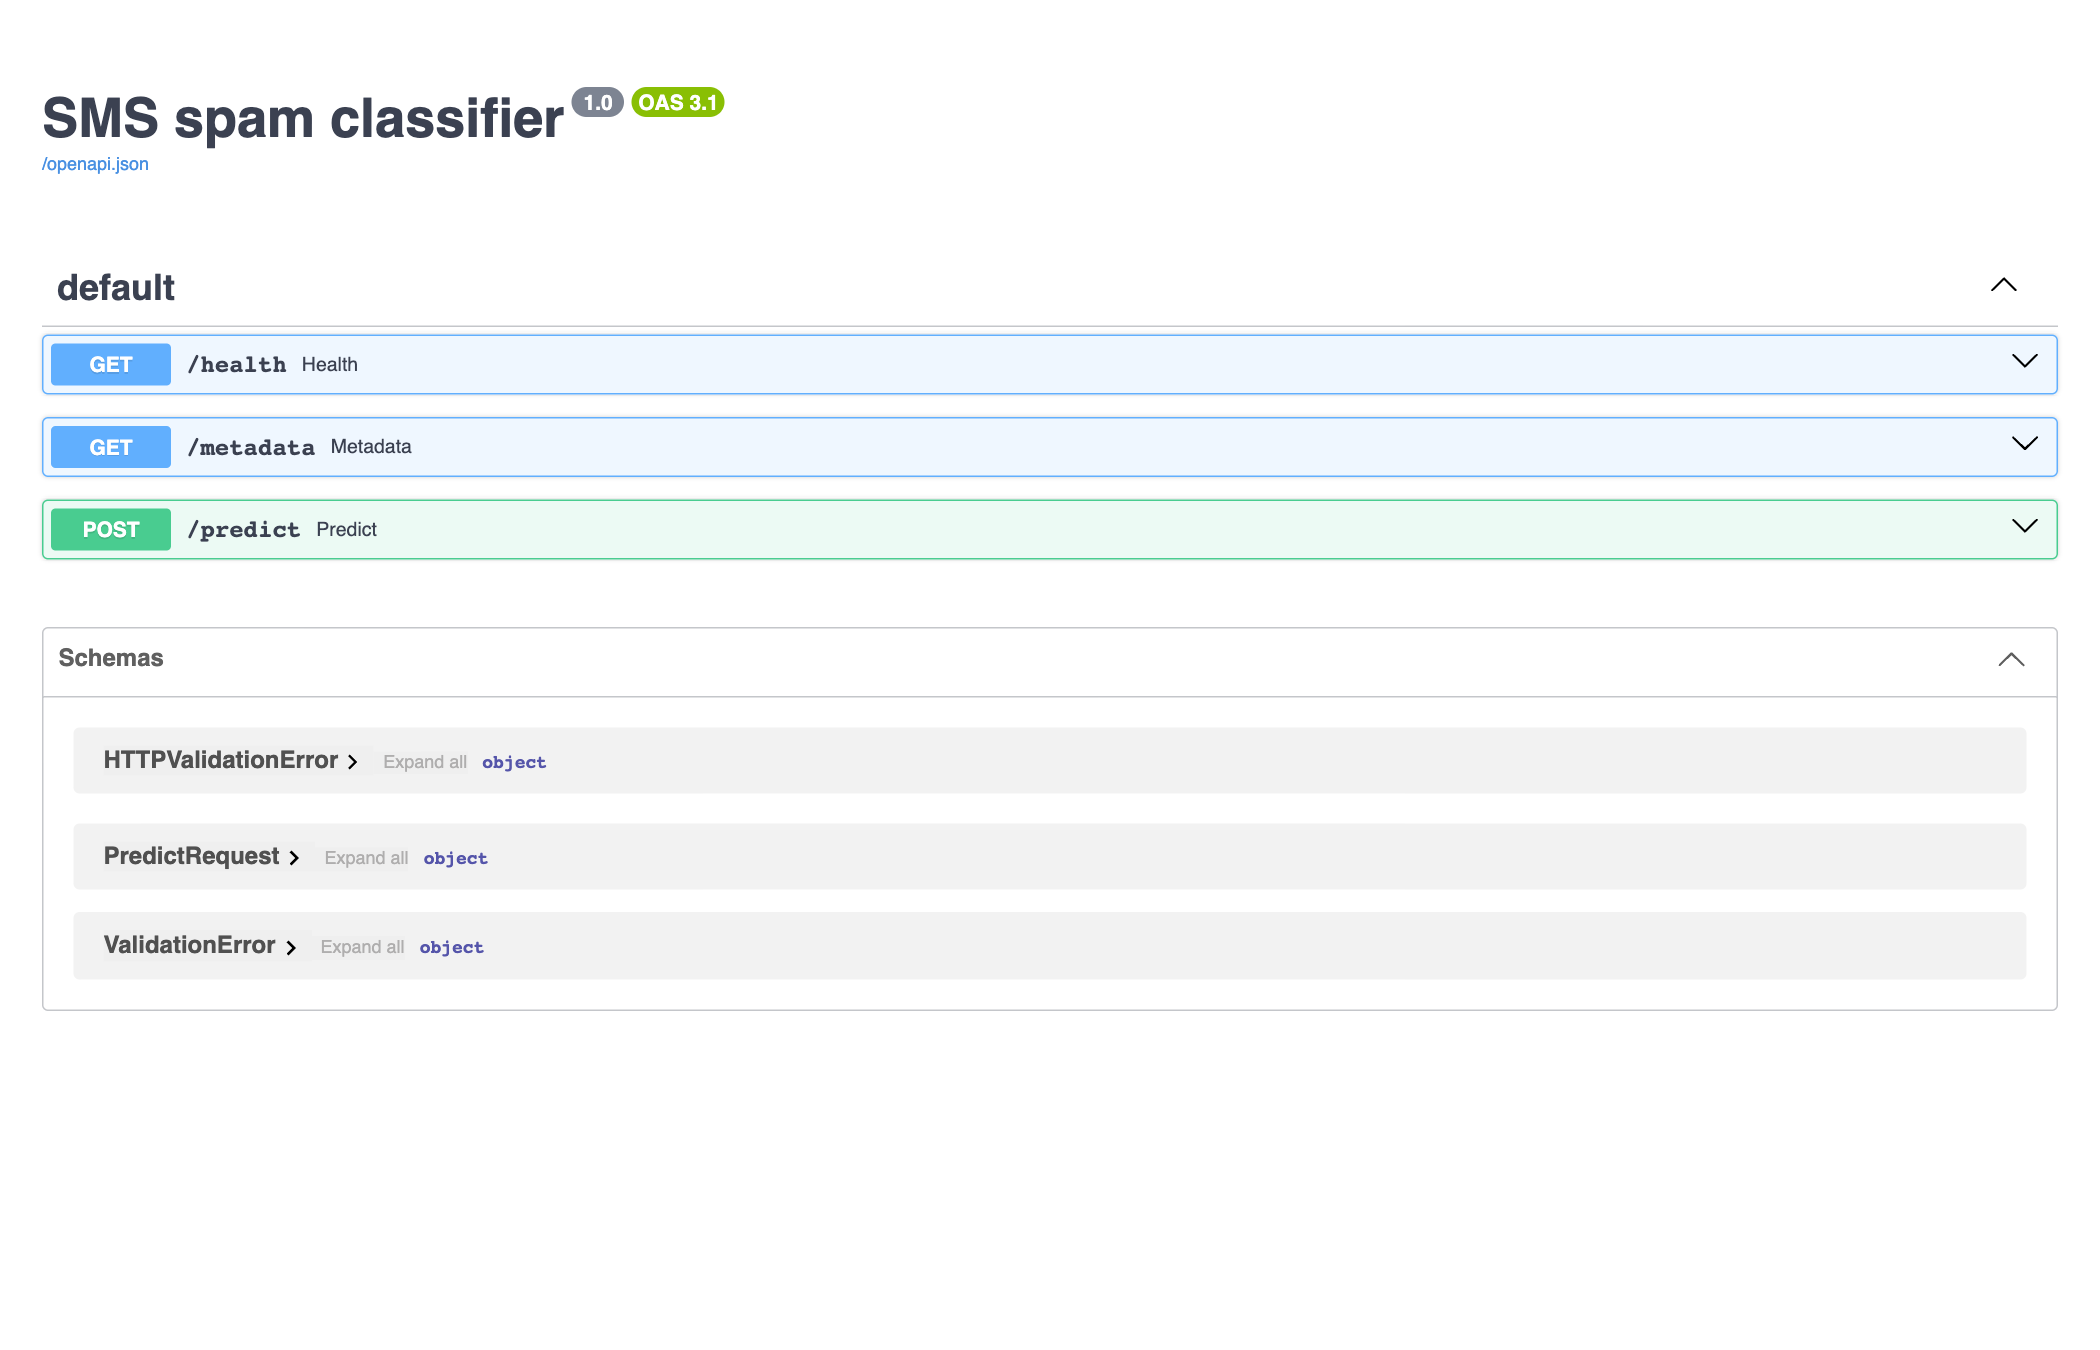 SMS spam classifier 1.0 OAS 3.1
/openapi.json
default
GET /health Health
GET /metadata Metadata
POST /predict Predict
Schemas
HTTPValidationError Expand all object
PredictRequest Expand all object
ValidationError Expand all object